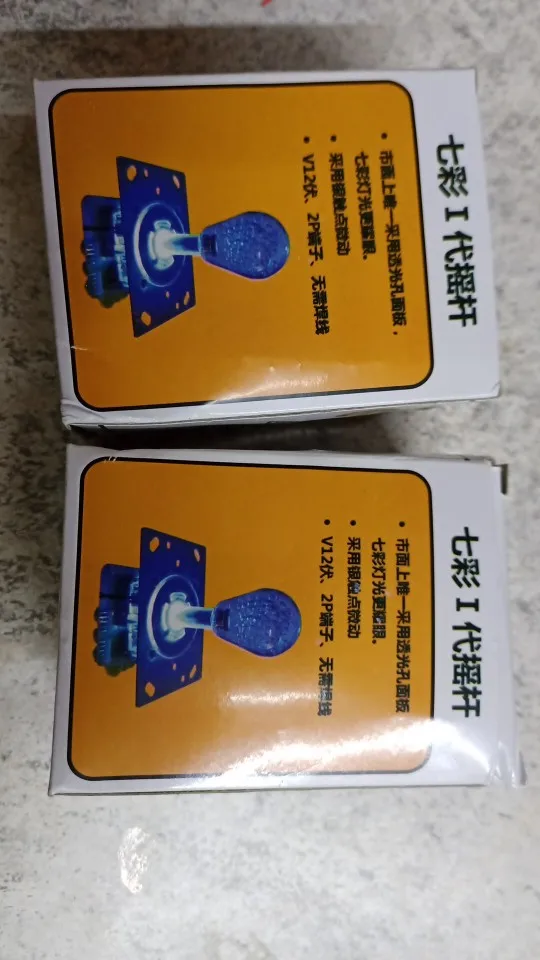 七彩 I 代摇杆
• 市面上唯一采用透光孔面板，
七彩灯光更耀眼。
• 采用银触点微动
• V12伏、2P端子、无需焊线
七彩 I 代摇杆
• 市面上唯一采用透光孔面板
七彩灯光更耀眼。
• 采用银触点微动
• V12伏、2P端子、无需焊线